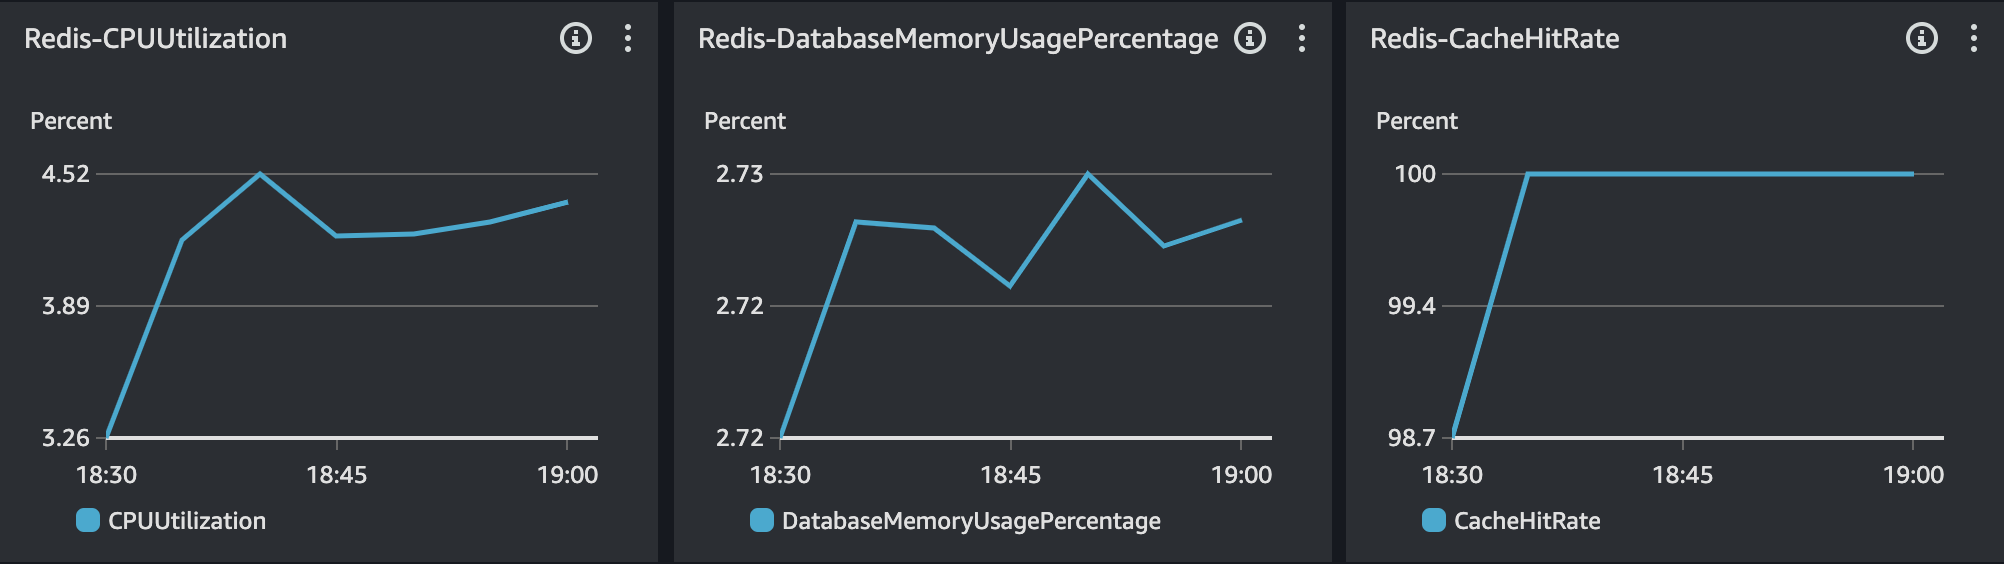 Redis-CPUUtilization
Percent
4.52
3.89
3.26
18:30 18:45 19:00
CPUUtilization
Redis-DatabaseMemoryUsagePercentage
Percent
2.73
2.72
2.72
18:30 18:45 19:00
DatabaseMemoryUsagePercentage
Redis-CacheHitRate
Percent
100
99.4
98.7
18:30 18:45 19:00
CacheHitRate